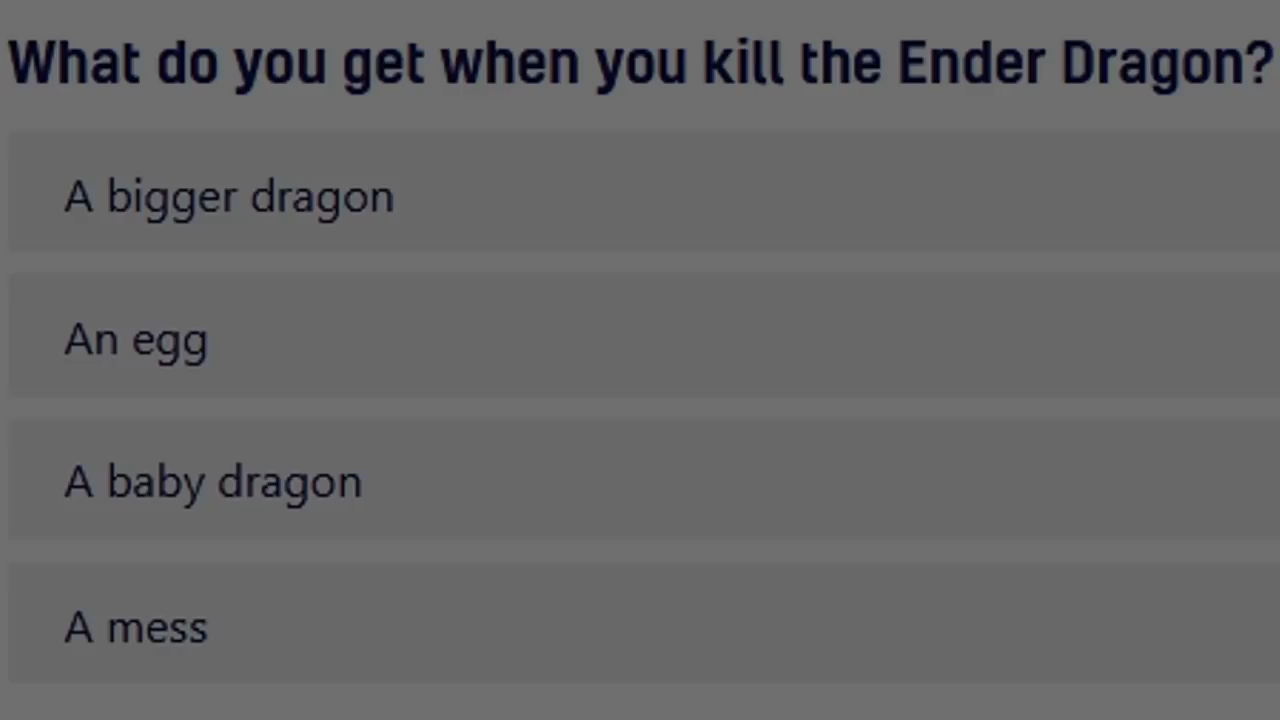 What do you get when you kill the Ender Dragon?
A bigger dragon
An egg
A baby dragon
A mess